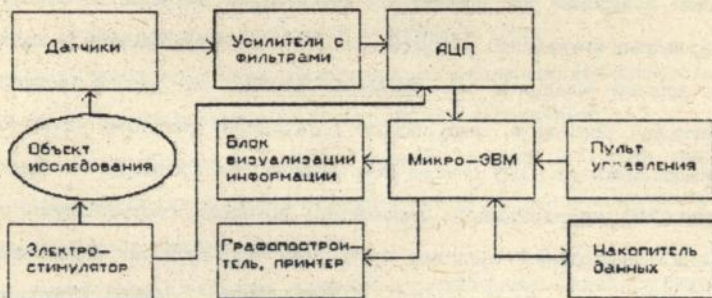 Датчики
Усилители с
фильтрами
АЦП
Объект
исследования
Блок
визуализации
информации
Микро-ЭВМ
Пульт
управления
Электро-
стимулятор
Графопострои-
тель, принтер
Накопитель
данных